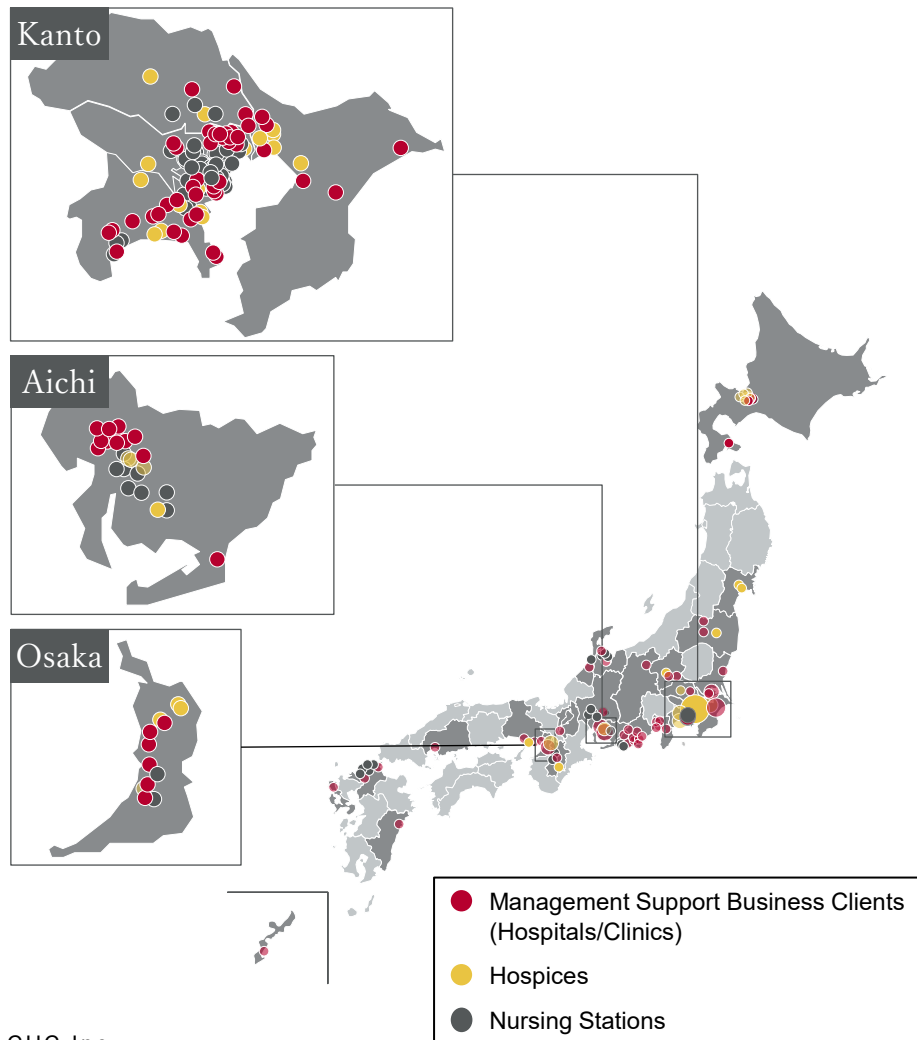 Kanto
Aichi
Osaka
Management Support Business Clients
(Hospitals/Clinics)
Hospices
Nursing Stations